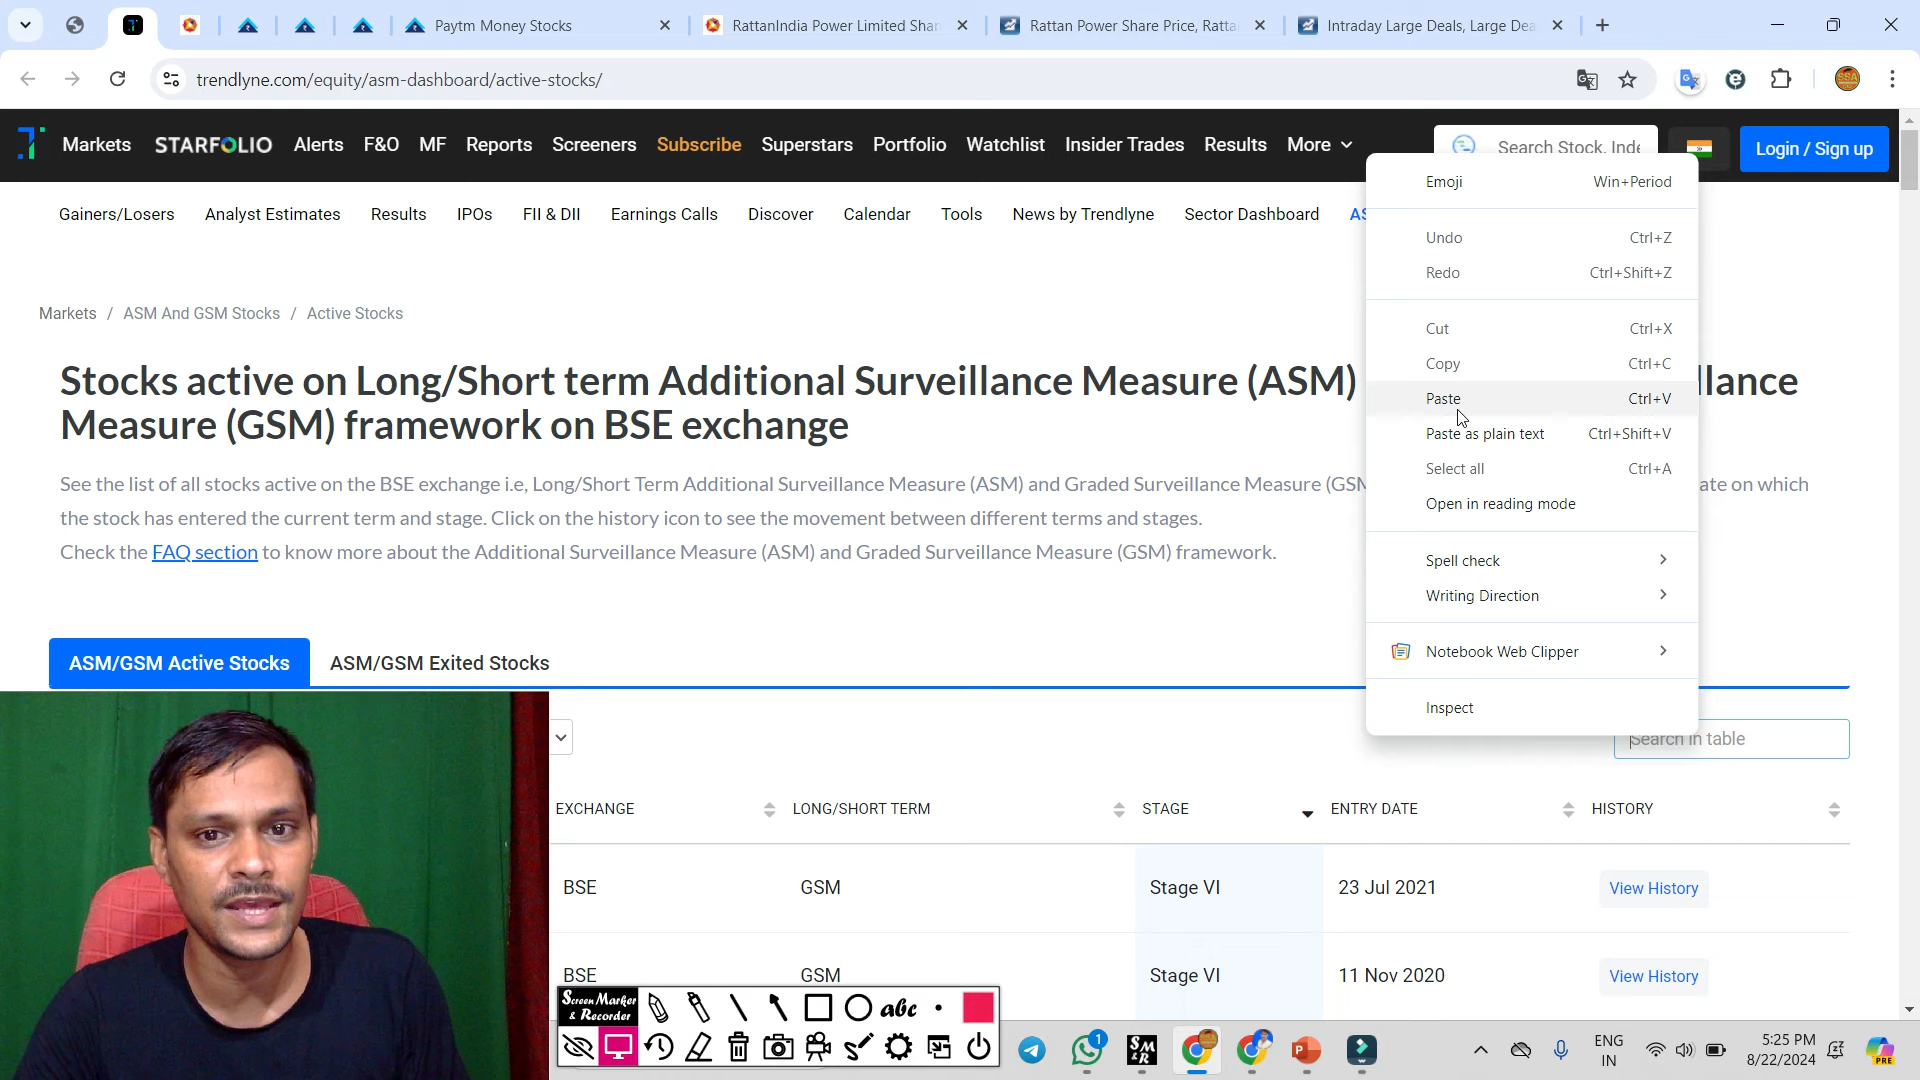 Paytm Money Stocks
RattanIndia Power Limited Shar
Rattan Power Share Price, Ratta
Intraday Large Deals, Large Dea
trendlyne.com/equity/asm-dashboard/active-stocks/
Markets STARFOLIO Alerts F&O MF Reports Screeners Subscribe Superstars Portfolio Watchlist Insider Trades Results More
Search Stock, Inde
Login / Sign up
Gainers/Losers Analyst Estimates Results IPOs FII & DII Earnings Calls Discover Calendar Tools News by Trendlyne Sector Dashboard AS
Markets / ASM And GSM Stocks / Active Stocks
Stocks active on Long/Short term Additional Surveillance Measure (ASM) llance
Measure (GSM) framework on BSE exchange
See the list of all stocks active on the BSE exchange i.e, Long/Short Term Additional Surveillance Measure (ASM) and Graded Surveillance Measure (GSM ate on which
the stock has entered the current term and stage. Click on the history icon to see the movement between different terms and stages.
Check the FAQ section to know more about the Additional Surveillance Measure (ASM) and Graded Surveillance Measure (GSM) framework.
Emoji Win+Period
Undo Ctrl+Z
Redo Ctrl+Shift+Z
Cut Ctrl+X
Copy Ctrl+C
Paste Ctrl+V
Paste as plain text Ctrl+Shift+V
Select all Ctrl+A
Open in reading mode
Spell check
Writing Direction
Notebook Web Clipper
Inspect
ASM/GSM Active Stocks ASM/GSM Exited Stocks
Search in table
EXCHANGE LONG/SHORT TERM STAGE ENTRY DATE HISTORY
BSE GSM Stage VI 23 Jul 2021 View History
BSE GSM Stage VI 11 Nov 2020 View History
Screen Marker
& Recorder
abc
1
SM
&R
ENG
IN
5:25 PM
8/22/2024
PRE